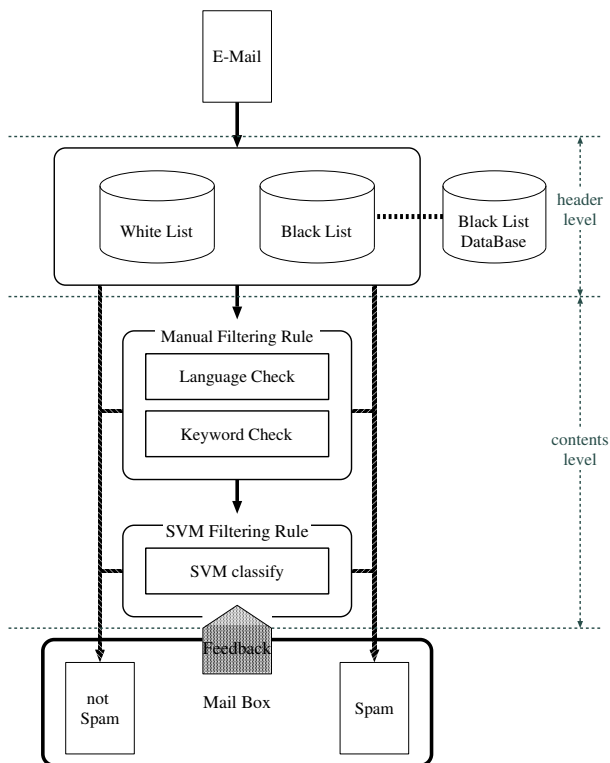 E-Mail
White List
Black List
Black List
DataBase
header
level
Manual Filtering Rule
Language Check
Keyword Check
contents
level
SVM Filtering Rule
SVM classify
Feedback
not
Spam
Mail Box
Spam